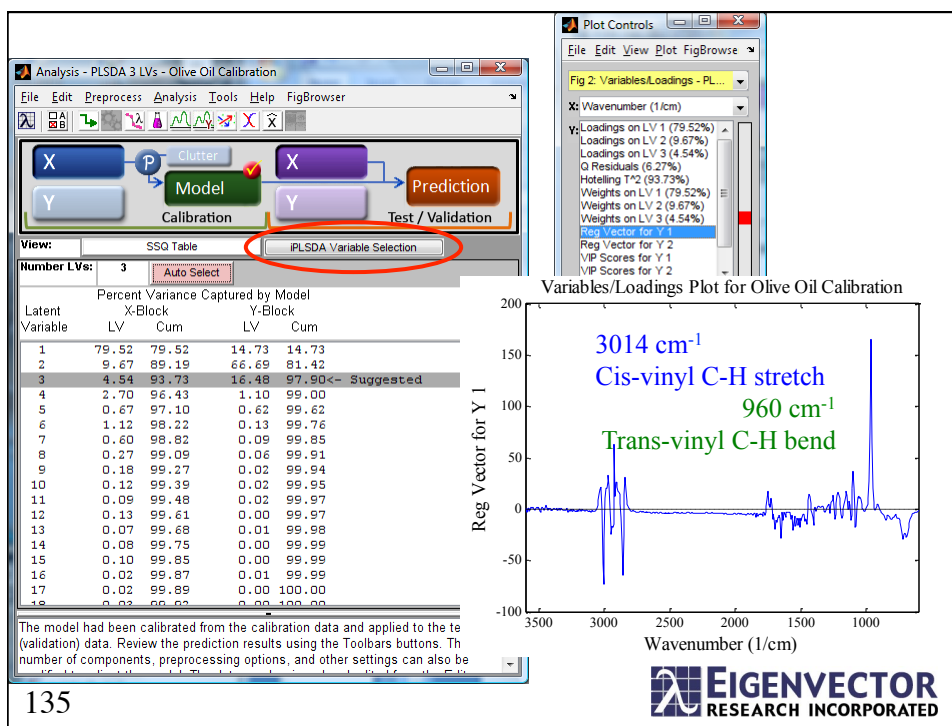 Analysis - PLSDA 3 LVs - Olive Oil Calibration
File Edit Preprocess Analysis Tools Help FigBrowser
X
Y
P
Clutter
Model
Calibration
X
Y
Prediction
Test / Validation
View: SSQ Table iPLSDA Variable Selection
Number LVs: 3 Auto Select
Percent Variance Captured by Model
Latent X-Block Y-Block
Variable LV Cum LV Cum
1 79.52 79.52 14.73 14.73
2 9.67 89.19 66.69 81.42
3 4.54 93.73 16.48 97.90<- Suggested
4 2.70 96.43 1.10 99.00
5 0.67 97.10 0.62 99.62
6 1.12 98.22 0.13 99.76
7 0.60 98.82 0.09 99.85
8 0.27 99.09 0.06 99.91
9 0.18 99.27 0.02 99.94
10 0.12 99.39 0.02 99.95
11 0.09 99.48 0.02 99.97
12 0.13 99.61 0.00 99.97
13 0.07 99.68 0.01 99.98
14 0.08 99.75 0.00 99.99
15 0.10 99.85 0.00 99.99
16 0.02 99.87 0.01 99.99
17 0.02 99.89 0.00 100.00
The model had been calibrated from the calibration data and applied to the te
(validation) data. Review the prediction results using the Toolbars buttons. Th
number of components, preprocessing options, and other settings can also be
Plot Controls
File Edit View Plot FigBrowse
Fig 2: Variables/Loadings - PL...
X: Wavenumber (1/cm)
Y: Loadings on LV 1 (79.52%)
Loadings on LV 2 (9.67%)
Loadings on LV 3 (4.54%)
Q Residuals (6.27%)
Hotelling T^2 (93.73%)
Weights on LV 1 (79.52%)
Weights on LV 2 (9.67%)
Weights on LV 3 (4.54%)
Reg Vector for Y 1
Reg Vector for Y 2
VIP Scores for Y 1
VIP Scores for Y 2
Variables/Loadings Plot for Olive Oil Calibration
3014 cm-1
Cis-vinyl C-H stretch
960 cm-1
Trans-vinyl C-H bend
Reg Vector for Y 1
200
150
100
50
0
-50
-100
3500 3000 2500 2000 1500 1000
Wavenumber (1/cm)
135
EIGENVECTOR
RESEARCH INCORPORATED